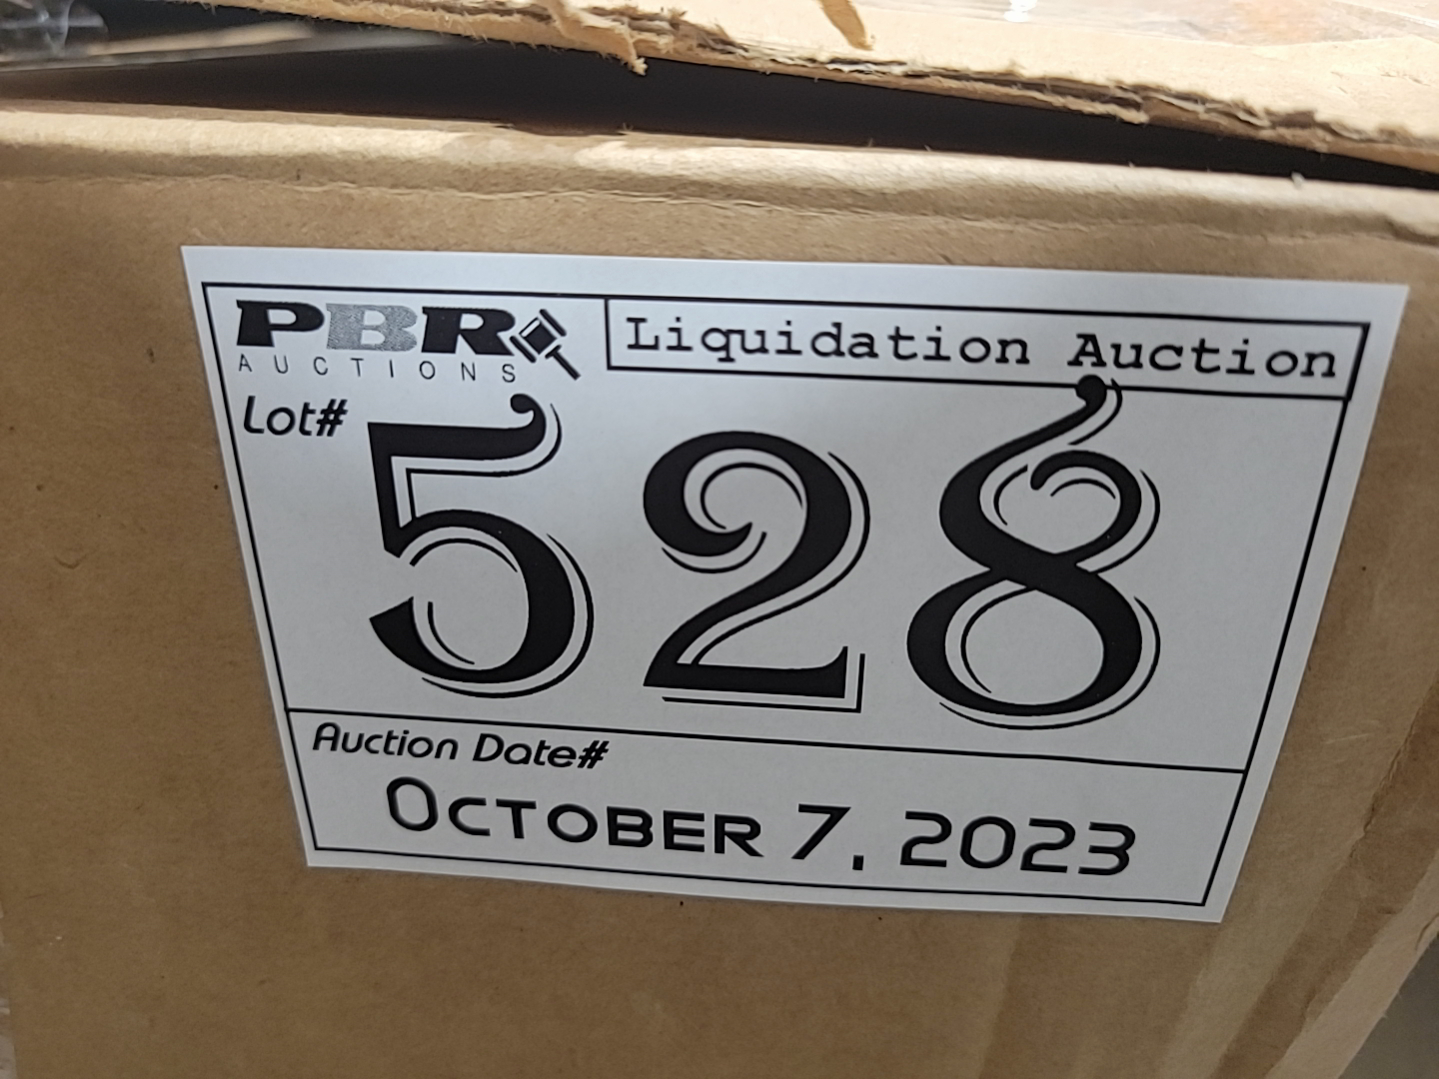 PBR
AUCTIONS
Liquidation Auction
Lot#
528
Auction Date#
October 7, 2023